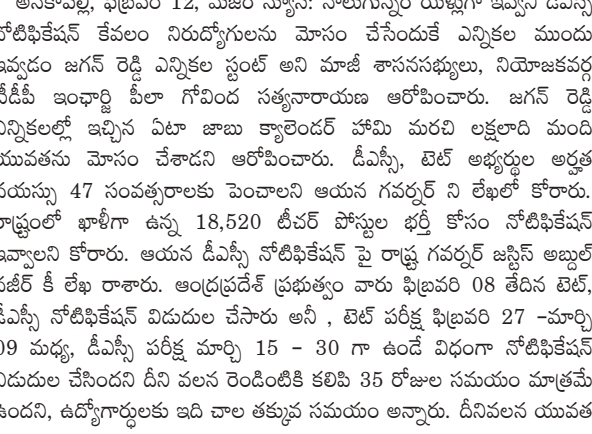 అనకాపల్లి, ఫిబ్రవరి 12, మేజర్ న్యూస్: నాలుగున్నర యేళ్లుగా ఇవ్వని డిఎస్సి
నోటిఫికేషన్ కేవలం నిరుద్యోగులను మోసం చేసేందుకే ఎన్నికల ముందు
ఇవ్వడం జగన్ రెడ్డి ఎన్నికల స్టంట్ అని మాజీ శాసనసభ్యులు, నియోజకవర్గ
టీడీపీ ఇంఛార్జి పీలా గోవింద సత్యనారాయణ ఆరోపించారు. జగన్ రెడ్డి
ఎన్నికలల్లో ఇచ్చిన ఏటా జాబు క్యాలెండర్ హామి మరచి లక్షలాది మంది
యువతను మోసం చేశాడని ఆరోపించారు. డీఎస్సీ, టెట్ అభ్యర్థుల అర్హత
వయస్సు 47 సంవత్సరాలకు పెంచాలని ఆయన గవర్నర్ ని లేఖలో కోరారు.
రాష్ట్రంలో ఖాళీగా ఉన్న 18,520 టీచర్ పోస్టుల భర్తీ కోసం నోటిఫికేషన్
ఇవ్వాలని కోరారు. ఆయన డీఎస్సీ నోటిఫికేషన్ పై రాష్ట్ర గవర్నర్ జస్టిస్ అబ్దుల్
నజీర్ కీ లేఖ రాశారు. ఆంద్రప్రదేశ్ ప్రభుత్వం వారు ఫిబ్రవరి 08 తేదిన టెట్,
డీఎస్సీ నోటిఫికేషన్ విడుదుల చేసారు అనీ , టెట్ పరీక్ష ఫిబ్రవరి 27 -మార్చి
09 మధ్య, డీఎస్సీ పరీక్ష మార్చి 15 - 30 గా ఉండే విధంగా నోటిఫికేషన్
విడుదుల చేసిందని దీని వలన రెండింటికి కలిపి 35 రోజుల సమయం మాత్రమే
ఉందని, ఉద్యోగార్ధులకు ఇది చాల తక్కువ సమయం అన్నారు. దీనివలన యువత